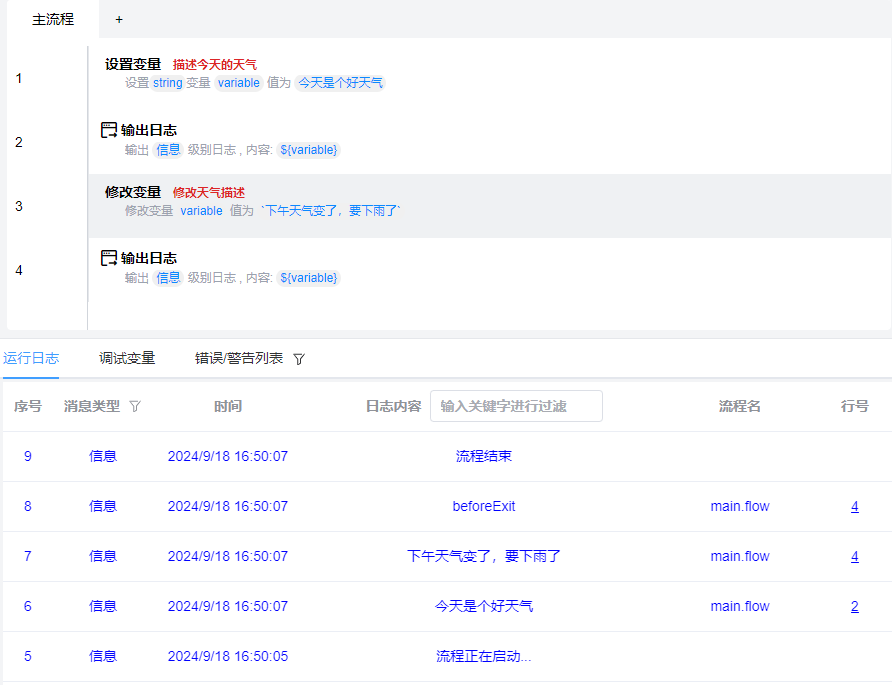 主流程 +
1
设置变量 描述今天的天气
设置 string 变量 variable 值为 今天是个好天气
2
输出日志
输出 信息 级别日志 , 内容: ${variable}
3
修改变量 修改天气描述
修改变量 variable 值为 `下午天气变了，要下雨了`
4
输出日志
输出 信息 级别日志 , 内容: ${variable}
运行日志 调试变量 错误/警告列表
序号 消息类型 时间 日志内容 输入关键字进行过滤 流程名 行号
9 信息 2024/9/18 16:50:07 流程结束
8 信息 2024/9/18 16:50:07 beforeExit main.flow 4
7 信息 2024/9/18 16:50:07 下午天气变了，要下雨了 main.flow 4
6 信息 2024/9/18 16:50:07 今天是个好天气 main.flow 2
5 信息 2024/9/18 16:50:05 流程正在启动...